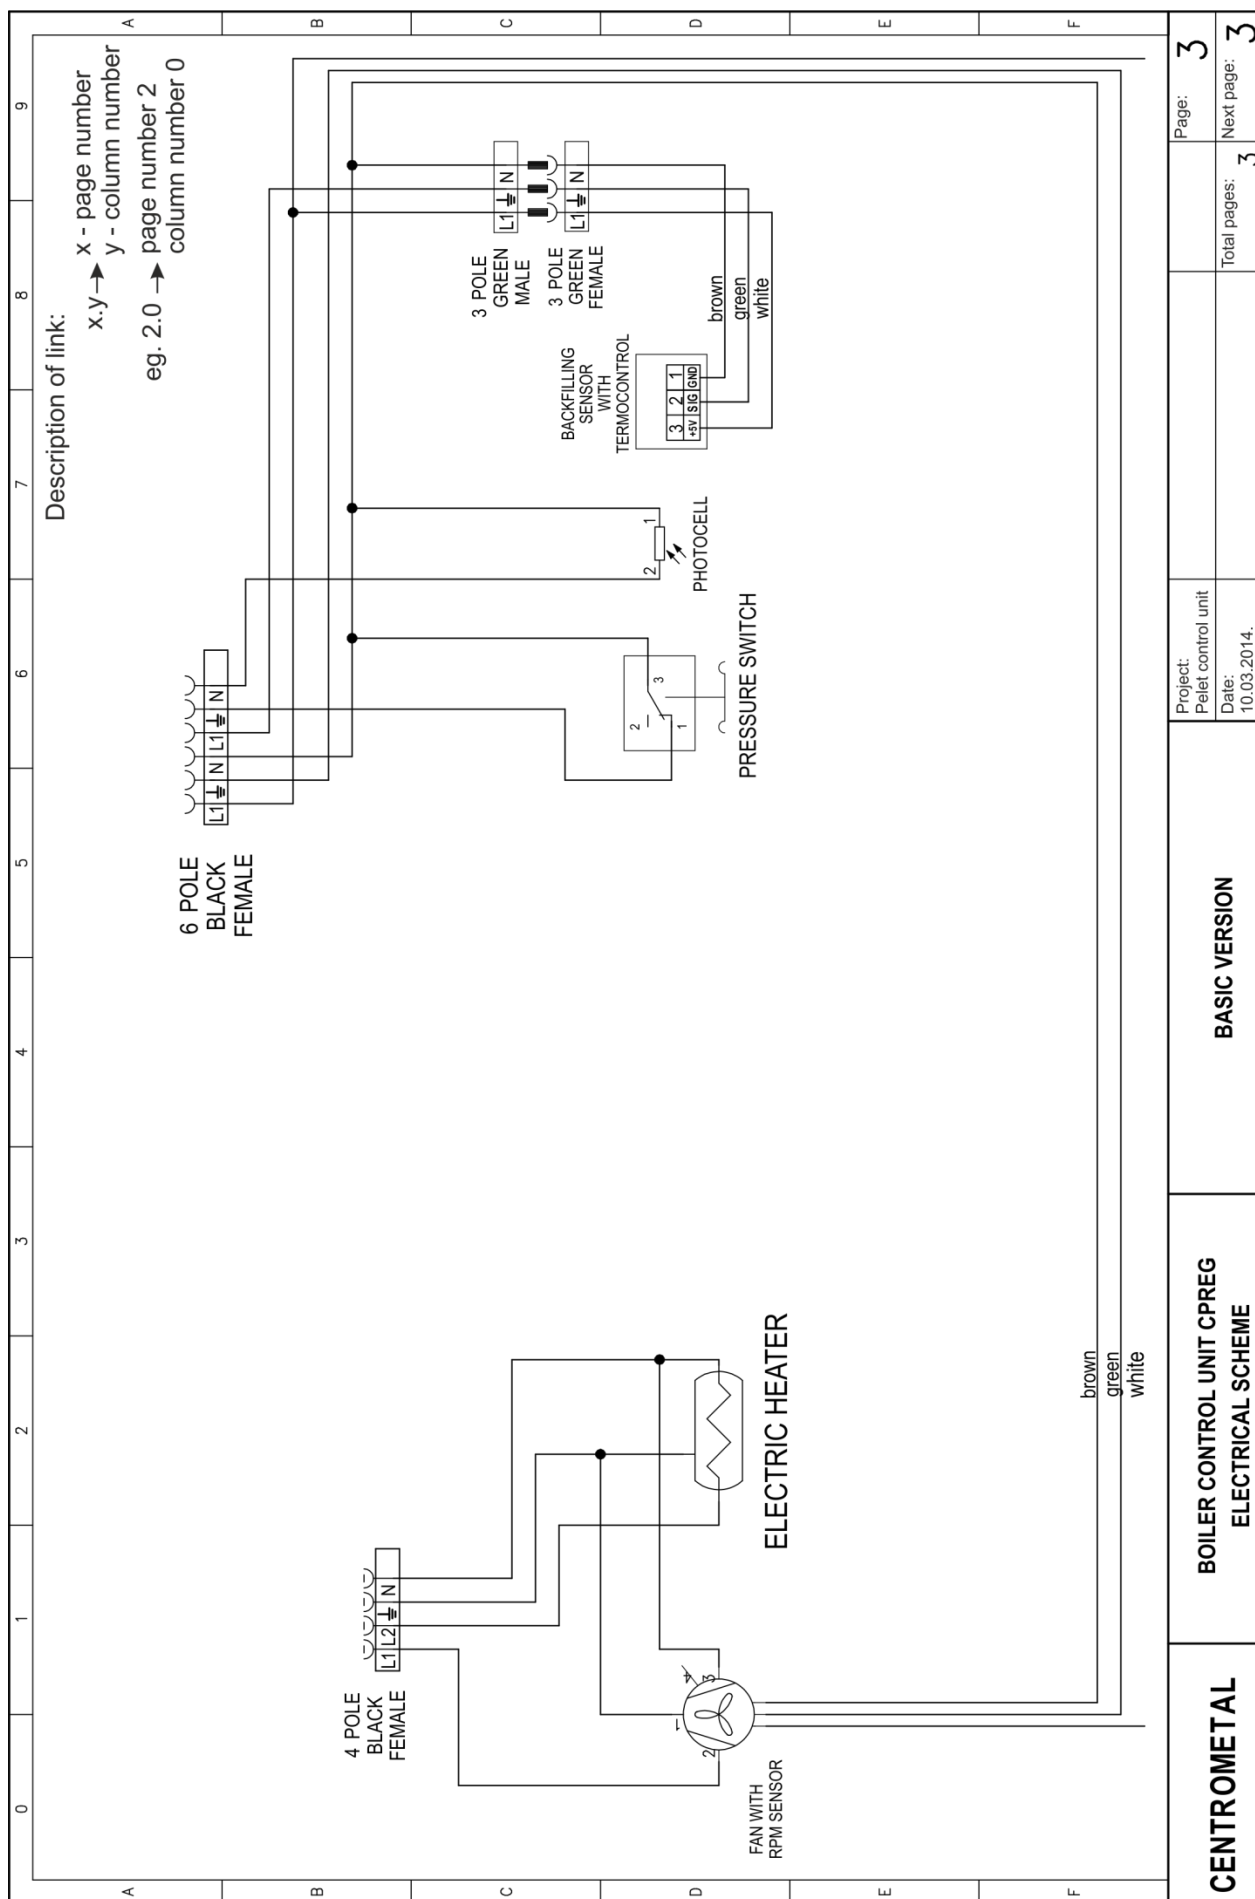 0 1 2 3 4 5 6 7 8 9
A
B
C
D
E
F
A
B
C
D
E
F
Description of link:
x.y → x - page number
y - column number
eg. 2.0 → page number 2
column number 0
4 POLE
BLACK
FEMALE
L1 L2 ⏚ N
FAN WITH
RPM SENSOR
1
2
3
4
ELECTRIC HEATER
6 POLE
BLACK
FEMALE
L1 ⏚ N L1 ⏚ N
PRESSURE SWITCH
1
2
3
PHOTOCELL
2 1
BACKFILLING
SENSOR
WITH
TERMOCONTROL
3 2 1
+5V SIG GND
3 POLE
GREEN
MALE
L1 ⏚ N
3 POLE
GREEN
FEMALE
L1 ⏚ N
brown
green
white
brown
green
white
CENTROMETAL
BOILER CONTROL UNIT CPREG
ELECTRICAL SCHEME
BASIC VERSION
Project:
Pelet control unit
Date:
10.03.2014.
Total pages: 3
Page: 3
Next page: 3